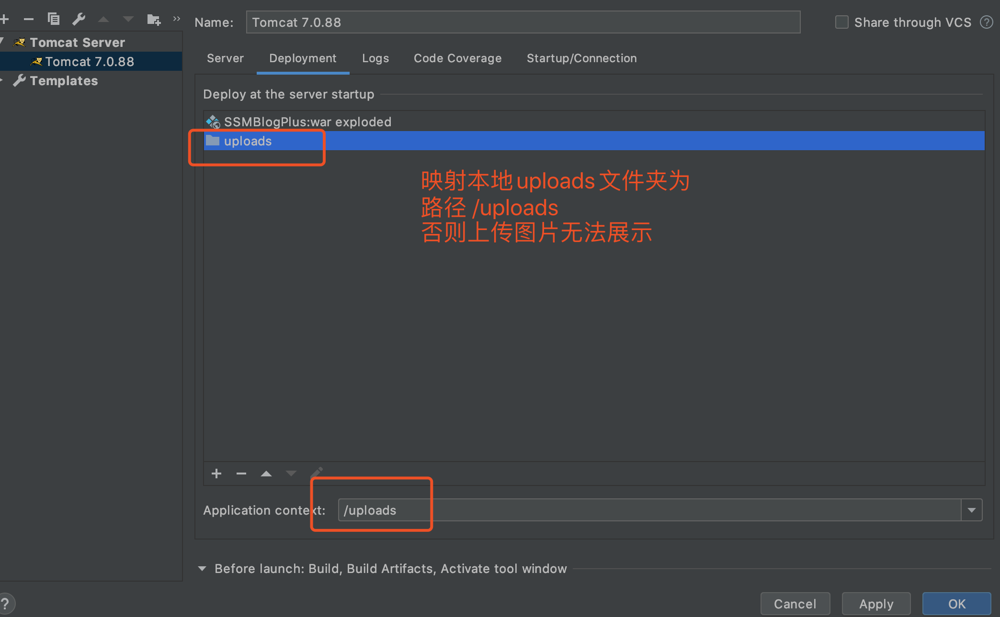 Name:
Tomcat 7.0.88
Share through VCS
?
Tomcat Server
Tomcat 7.0.88
Templates
Server
Deployment
Logs
Code Coverage
Startup/Connection
Deploy at the server startup
SSMBlogPlus:war exploded
uploads
映射本地uploads文件夹为
路径 /uploads
否则上传图片无法展示
Application context:
/uploads
Before launch: Build, Build Artifacts, Activate tool window
?
Cancel
Apply
OK